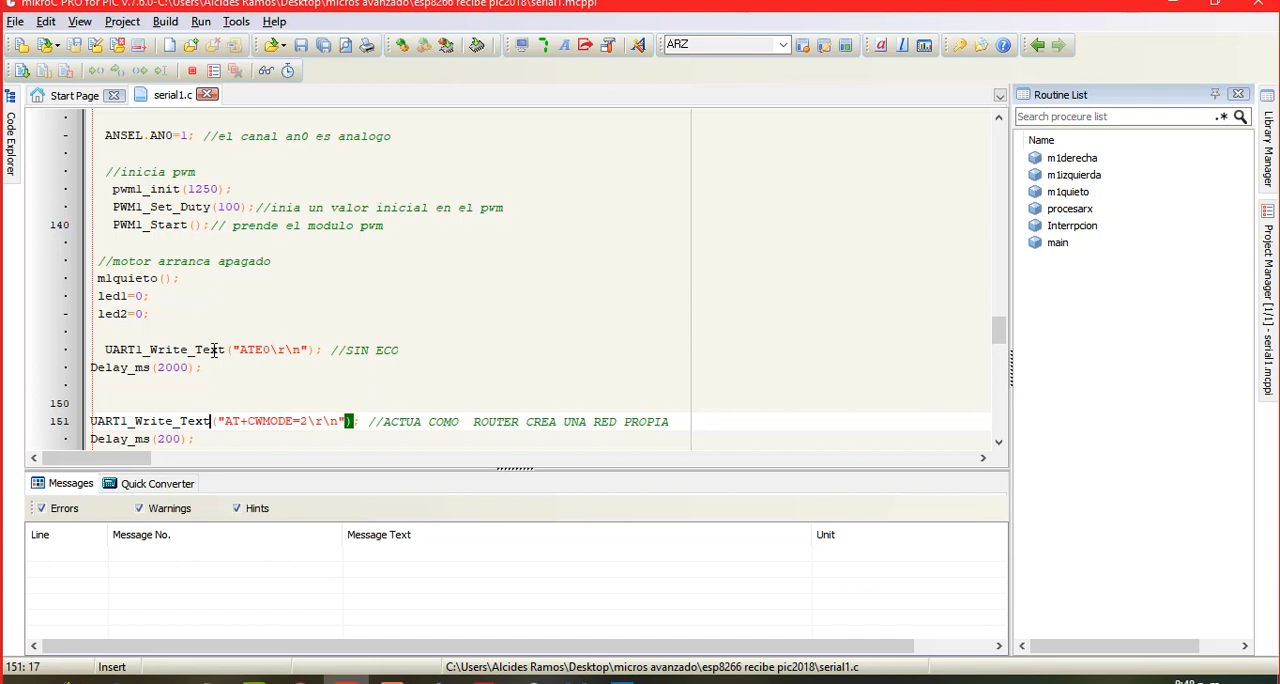 mikroC PRO for PIC v.7.6.0-C:\Users\Alcides Ramos\Desktop\micros avanzado\esp8266 recibe pic2018\serial1.mcppi
File Edit View Project Build Run Tools Help
ARZ
Start Page serial1.c
Code Explorer
ANSEL.AN0=1; //el canal an0 es analogo
//inicia pwm
pwm1_init(1250);
PWM1_Set_Duty(100);//inia un valor inicial en el pwm
140 PWM1_Start();// prende el modulo pwm
//motor arranca apagado
m1quieto();
led1=0;
led2=0;
UART1_Write_Text("ATE0\r\n"); //SIN ECO
Delay_ms(2000);
150
151 UART1_Write_Text("AT+CWMODE=2\r\n"); //ACTUA COMO ROUTER CREA UNA RED PROPIA
Delay_ms(200);
Routine List
Search proceure list
Name
m1derecha
m1izquierda
m1quieto
procesarx
Interrpcion
main
Library Manager
Project Manager [1/1] - serial1.mcppi
Messages Quick Converter
Errors Warnings Hints
Line Message No. Message Text Unit
151: 17 Insert C:\Users\Alcides Ramos\Desktop\micros avanzado\esp8266 recibe pic2018\serial1.c